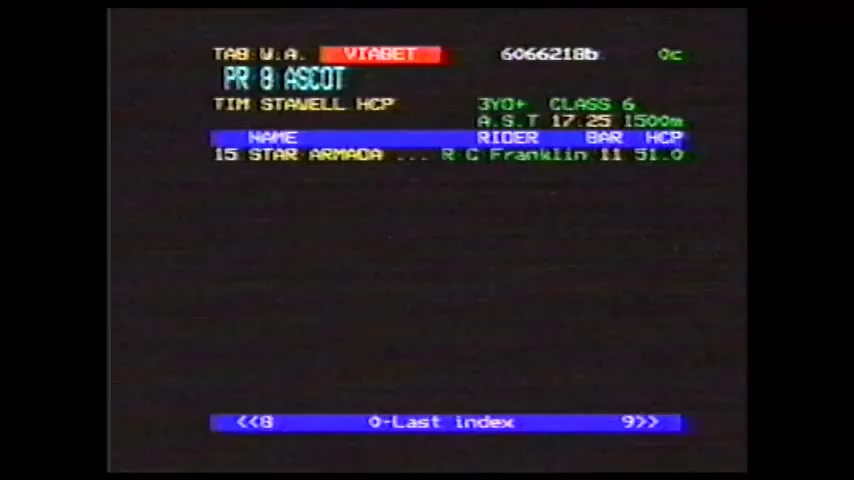 TAB W.A. VIABET 6066218b 0c
PR 8 ASCOT
TIM STAWELL HCP 3YO+ CLASS 6
A.S.T 17:25 1500m
NAME RIDER BAR HCP
15 STAR ARMADA ... R C Franklin 11 51.0
<<8 0-Last index 9>>